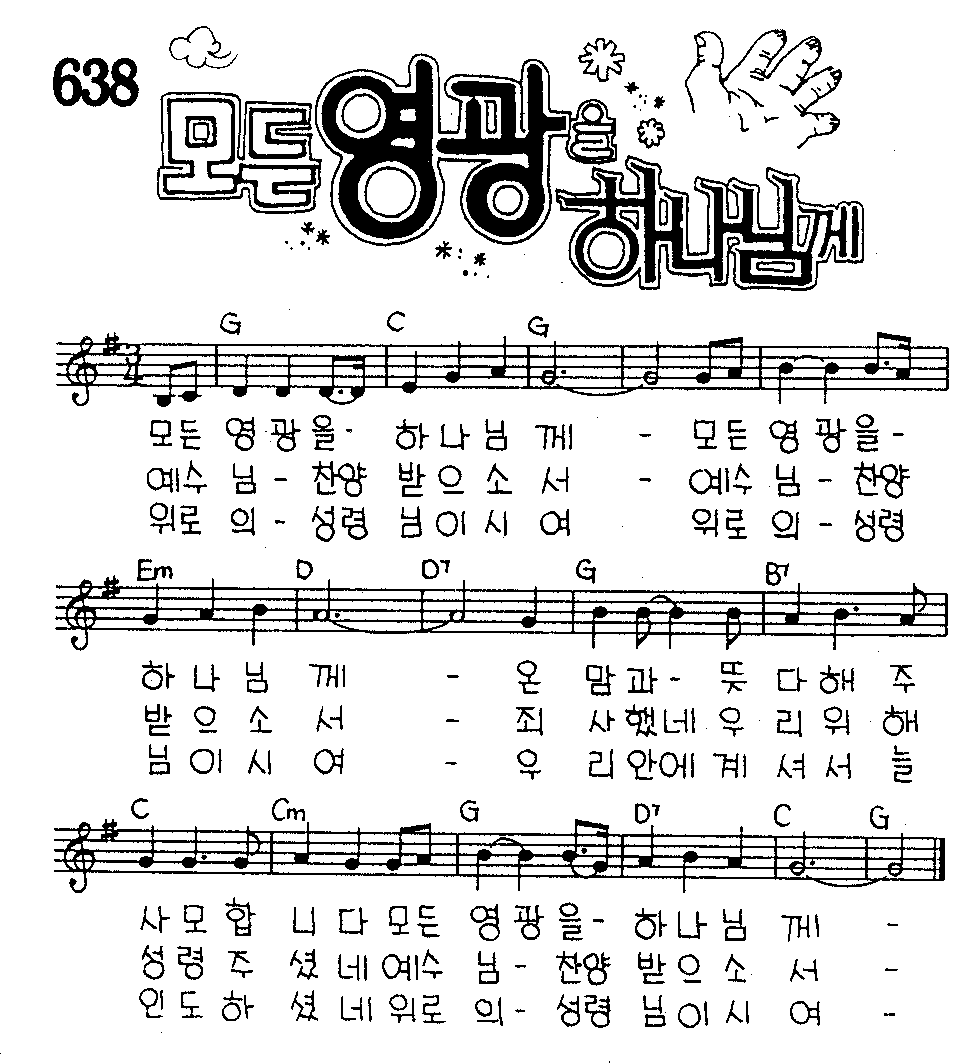 638
모든 영광을
하나님께
G C G
3/4
모든 영광을- 하나님께 - 모든 영광을-
예수님- 찬양 받으소서 - 예수님- 찬양
위로의- 성령님이시여 위로의- 성령
Em D D7 G B7
하나님께 - 온 맘과- 뜻 다해 주
받으소서 - 죄 사했네 우리 위해
님이시여 - 우리 안에 계셔서 늘
C Cm G D7 C G
사모합니다 모든 영광을- 하나님께 -
성령 주셨네 예수님- 찬양 받으소서 -
인도하셨네 위로의- 성령님이시여 -